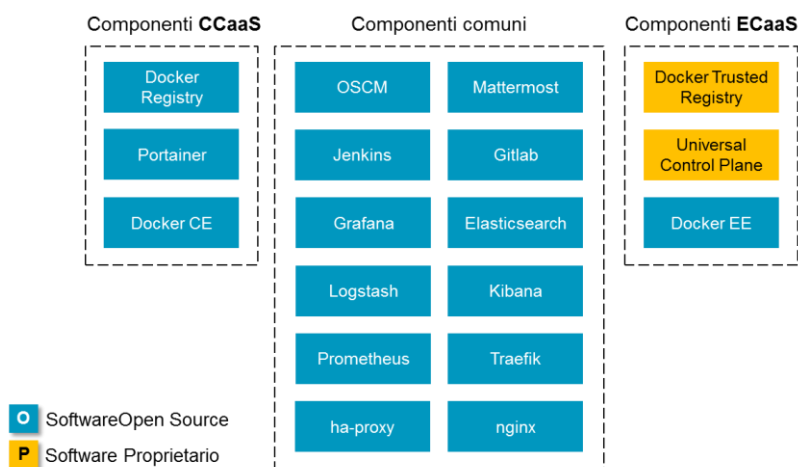 Componenti CCaaS
Docker
Registry
Portainer
Docker CE
Componenti comuni
OSCM
Mattermost
Jenkins
Gitlab
Grafana
Elasticsearch
Logstash
Kibana
Prometheus
Traefik
ha-proxy
nginx
Componenti ECaaS
Docker Trusted
Registry
Universal
Control Plane
Docker EE
O SoftwareOpen Source
P Software Proprietario